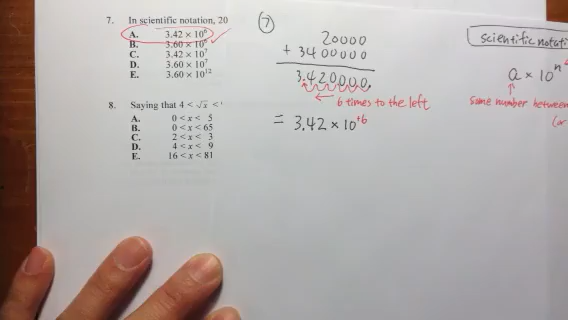 7. In scientific notation, 20
A. 3.42 × 10⁶
B. 3.60 × 10⁶
C. 3.42 × 10⁷
D. 3.60 × 10⁷
E. 3.60 × 10¹²
8. Saying that 4 < √x <
A. 0 < x < 5
B. 0 < x < 65
C. 2 < x < 3
D. 4 < x < 9
E. 16 < x < 81
⑦
20000
+ 3400000
3.420000.
← 6 times to the left
= 3.42 × 10⁺⁶
scientific
a × 10ⁿ
↑
some number between
(or